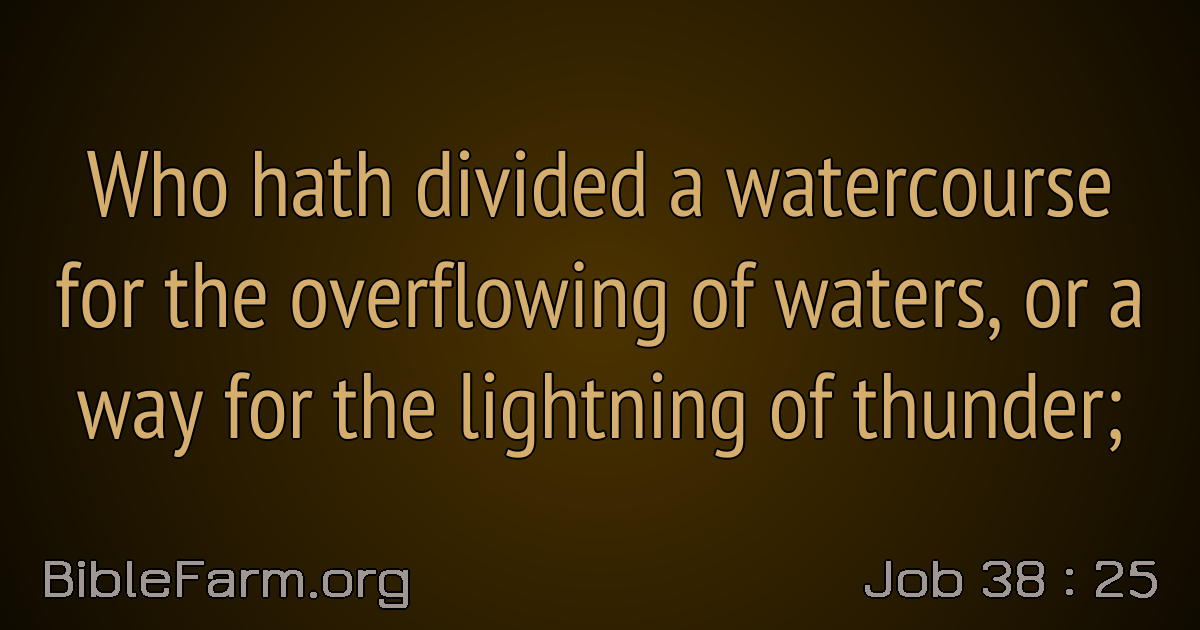 Who hath divided a watercourse
for the overflowing of waters, or a
way for the lightning of thunder;
BibleFarm.org
Job 38 : 25